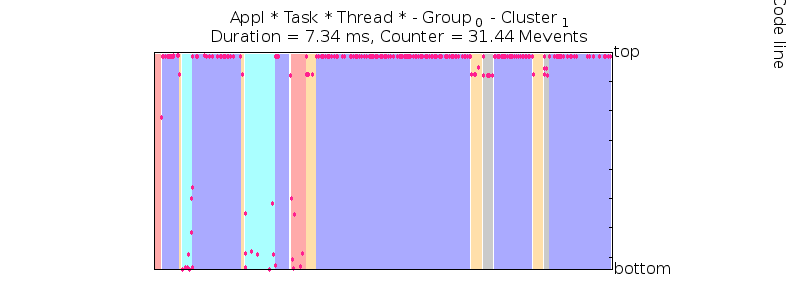 Appl * Task * Thread * - Group 0 - Cluster 1
Duration = 7.34 ms, Counter = 31.44 Mevents
top
bottom
Code line